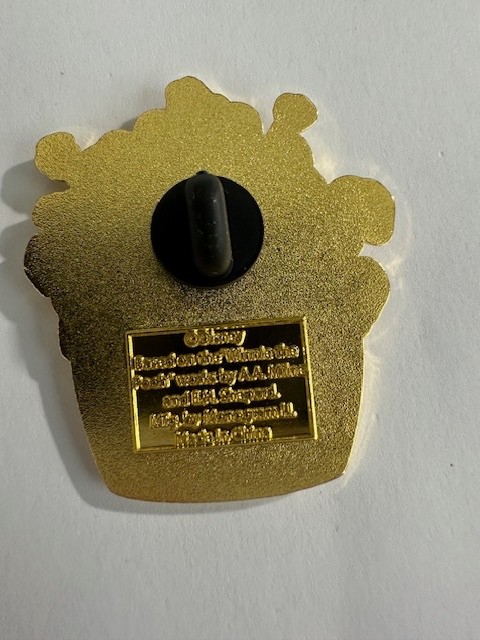 ©Disney
Based on the "Winnie the
Pooh" works by A.A. Milne
and E.H. Shepard.
Mfg. by Monogram Int.
Made in China